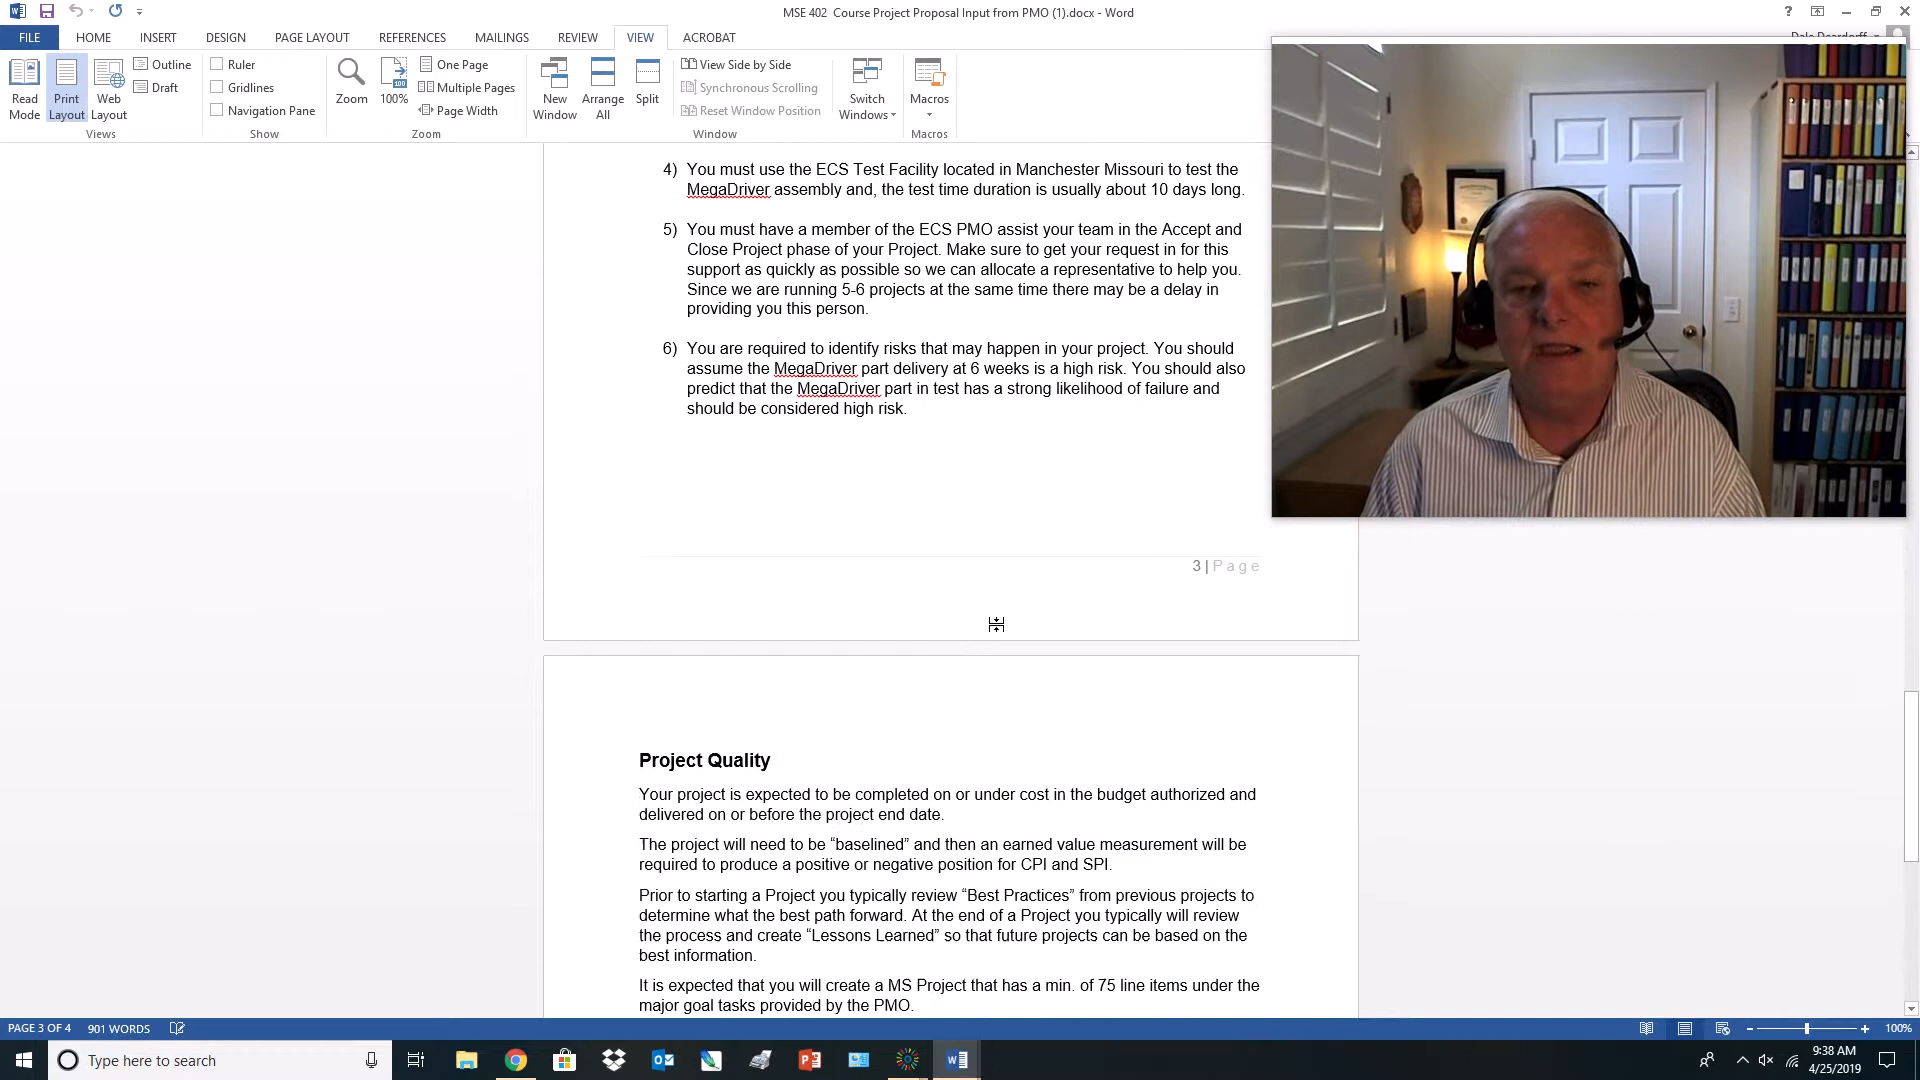 MSE 402 Course Project Proposal Input from PMO (1).docx - Word
FILE HOME INSERT DESIGN PAGE LAYOUT REFERENCES MAILINGS REVIEW VIEW ACROBAT
Dale Deardorff
Read Mode
Print Layout
Web Layout
Outline
Draft
Views
Ruler
Gridlines
Navigation Pane
Show
Zoom
100
100%
One Page
Multiple Pages
Page Width
Zoom
New Window
Arrange All
Split
View Side by Side
Synchronous Scrolling
Reset Window Position
Window
Switch Windows
Macros
Macros
4) You must use the ECS Test Facility located in Manchester Missouri to test the
MegaDriver assembly and, the test time duration is usually about 10 days long.
5) You must have a member of the ECS PMO assist your team in the Accept and
Close Project phase of your Project. Make sure to get your request in for this
support as quickly as possible so we can allocate a representative to help you.
Since we are running 5-6 projects at the same time there may be a delay in
providing you this person.
6) You are required to identify risks that may happen in your project. You should
assume the MegaDriver part delivery at 6 weeks is a high risk. You should also
predict that the MegaDriver part in test has a strong likelihood of failure and
should be considered high risk.
3 | Page
Project Quality
Your project is expected to be completed on or under cost in the budget authorized and
delivered on or before the project end date.
The project will need to be “baselined” and then an earned value measurement will be
required to produce a positive or negative position for CPI and SPI.
Prior to starting a Project you typically review “Best Practices” from previous projects to
determine what the best path forward. At the end of a Project you typically will review
the process and create “Lessons Learned” so that future projects can be based on the
best information.
It is expected that you will create a MS Project that has a min. of 75 line items under the
major goal tasks provided by the PMO.
PAGE 3 OF 4 901 WORDS 100%
Type here to search
9:38 AM
4/25/2019